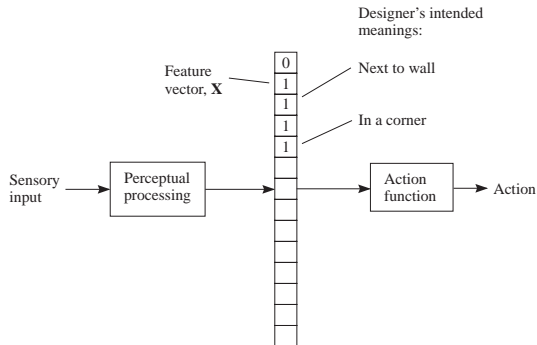 Designer's intended
meanings:
0
1
1
1
1
Feature
vector, X
Next to wall
In a corner
Sensory
input
Perceptual
processing
Action
function
Action